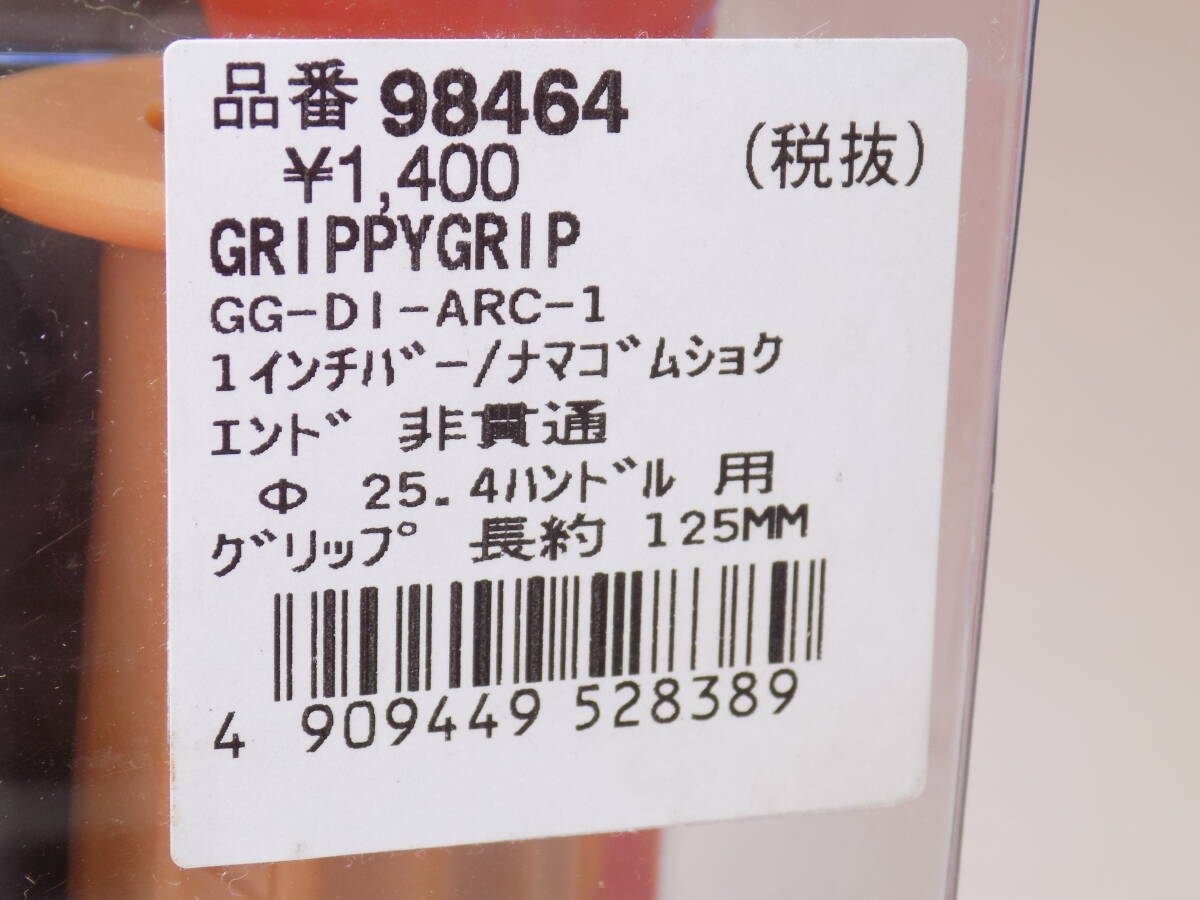 品番 98464
¥1,400 (税抜)
GRIPPYGRIP
GG-DI-ARC-1
1インチバー/ナマゴムショク
エンド 非貫通
Φ 25.4ハンドル 用
グリップ 長約 125MM
4 909449 528389